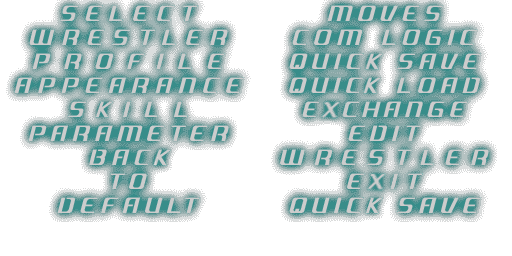 SELECT
WRESTLER
PROFILE
APPEARANCE
SKILL
PARAMETER
BACK
TO
DEFAULT
MOVES
COM LOGIC
QUICK SAVE
QUICK LOAD
EXCHANGE
EDIT
WRESTLER
EXIT
QUICK SAVE